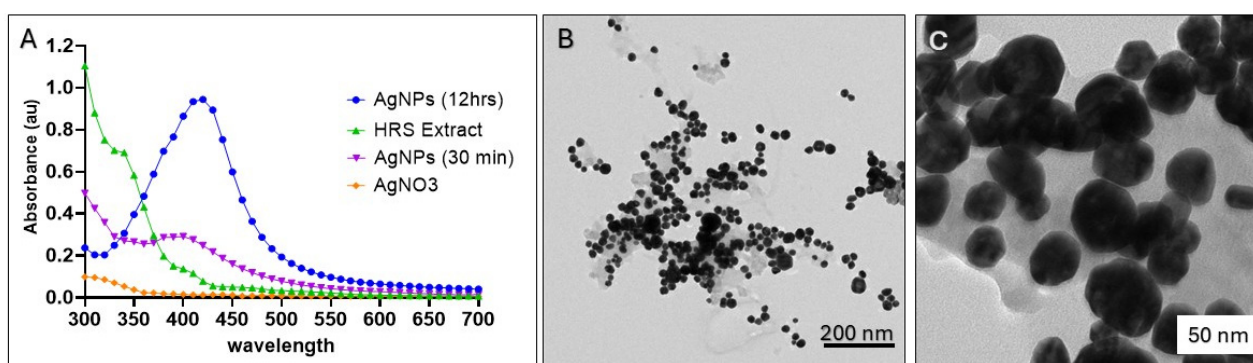 A
1.2
1.0
0.8
0.6
0.4
0.2
0.0
Absorbance (au)
300 350 400 450 500 550 600 650 700
wavelength
AgNPs (12hrs)
HRS Extract
AgNPs (30 min)
AgNO3
B
200 nm
C
50 nm